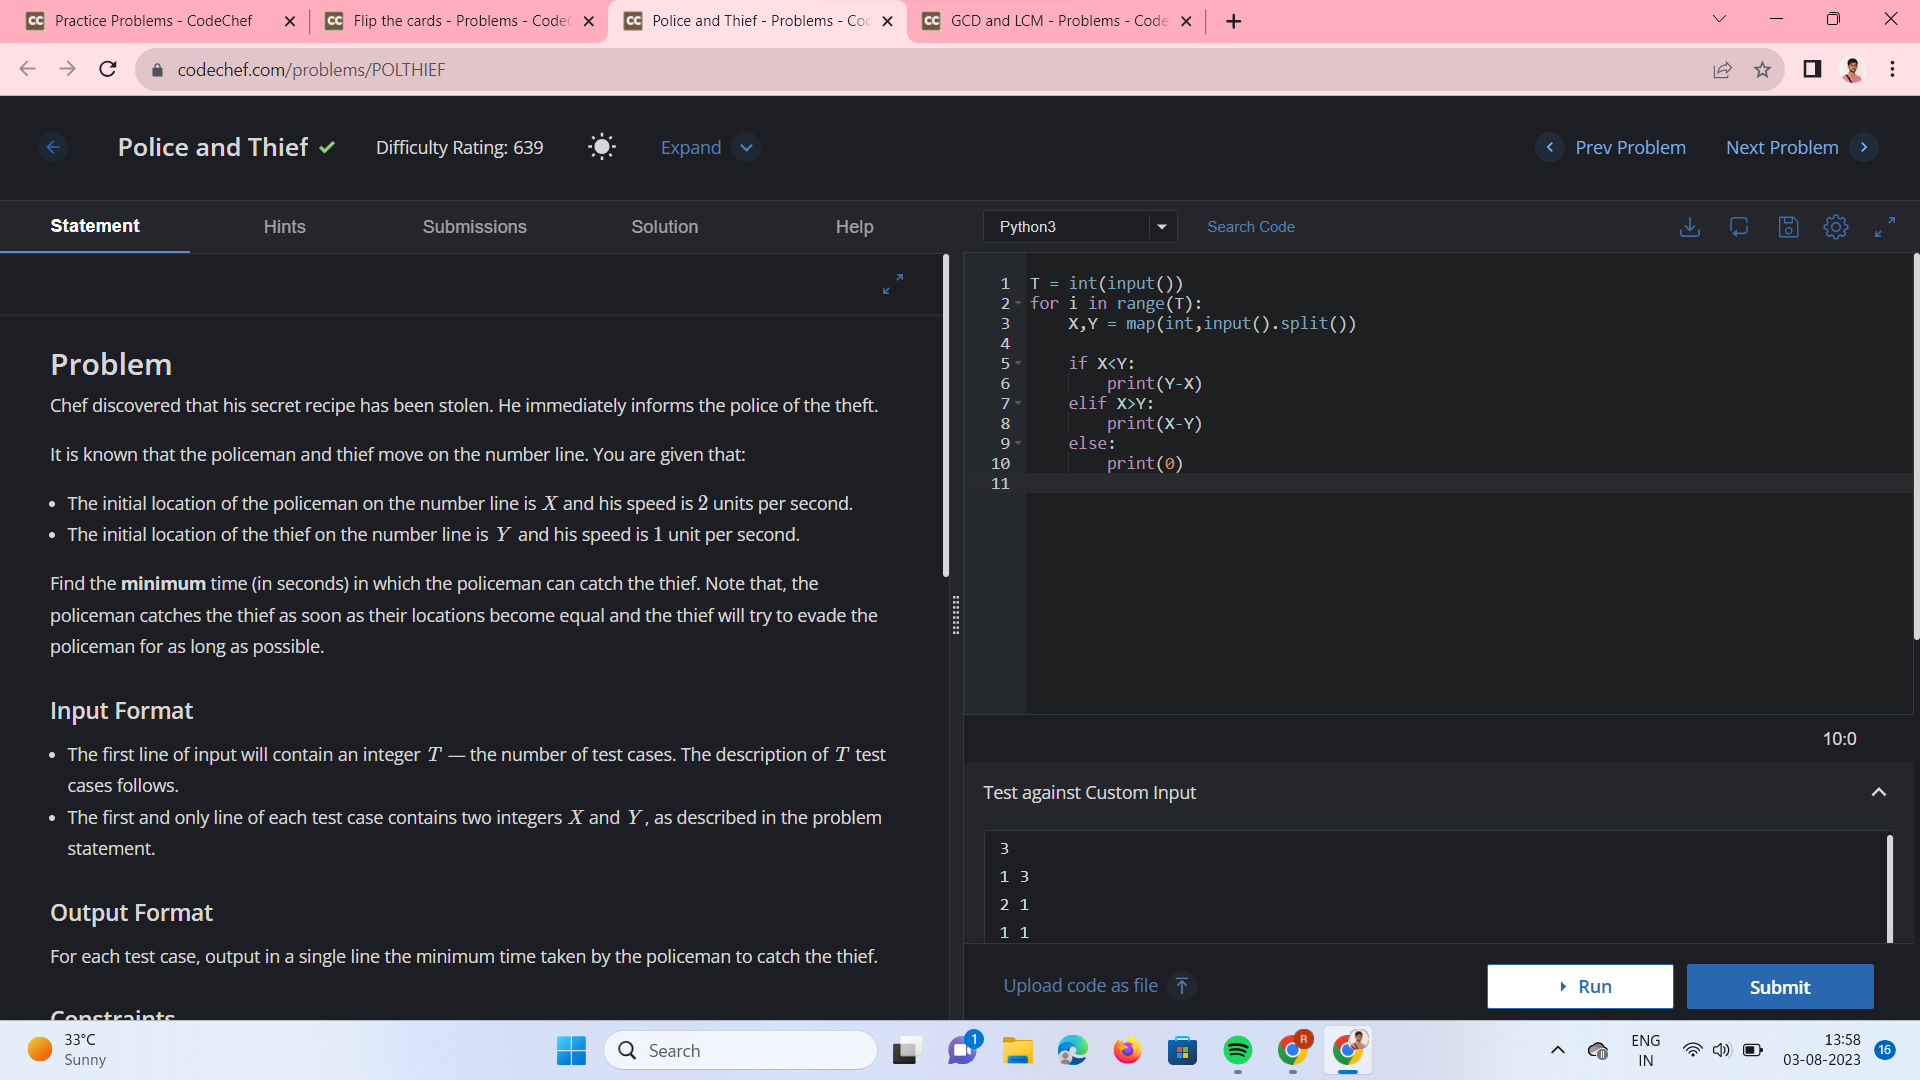 Practice Problems - CodeChef
Flip the cards - Problems - CodeC
Police and Thief - Problems - Coc
GCD and LCM - Problems - Code
codechef.com/problems/POLTHIEF
Police and Thief
Difficulty Rating: 639
Expand
Prev Problem
Next Problem
Statement
Hints
Submissions
Solution
Help
Python3
Search Code
Problem
Chef discovered that his secret recipe has been stolen. He immediately informs the police of the theft.
It is known that the policeman and thief move on the number line. You are given that:
• The initial location of the policeman on the number line is X and his speed is 2 units per second.
• The initial location of the thief on the number line is Y and his speed is 1 unit per second.
Find the minimum time (in seconds) in which the policeman can catch the thief. Note that, the
policeman catches the thief as soon as their locations become equal and the thief will try to evade the
policeman for as long as possible.
Input Format
• The first line of input will contain an integer T — the number of test cases. The description of T test
cases follows.
• The first and only line of each test case contains two integers X and Y, as described in the problem
statement.
Output Format
For each test case, output in a single line the minimum time taken by the policeman to catch the thief.
Constraints
1 T = int(input())
2 for i in range(T):
3     X,Y = map(int,input().split())
4
5     if X<Y:
6         print(Y-X)
7     elif X>Y:
8         print(X-Y)
9     else:
10         print(0)
11
10:0
Test against Custom Input
3
1 3
2 1
1 1
Upload code as file
Run
Submit
33°C
Sunny
Search
1
R
ENG
IN
13:58
03-08-2023
16